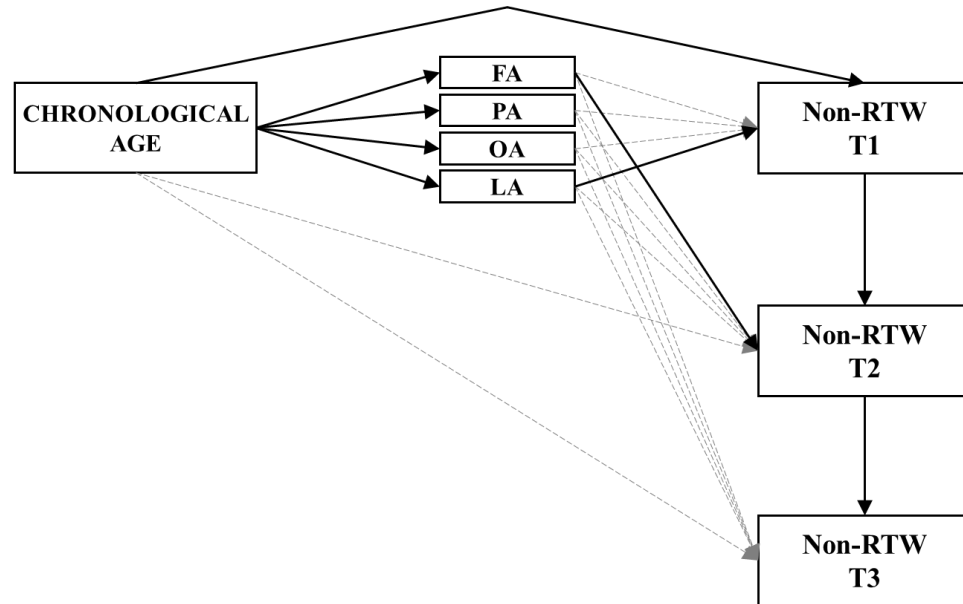 CHRONOLOGICAL
AGE
FA
PA
OA
LA
Non-RTW
T1
Non-RTW
T2
Non-RTW
T3